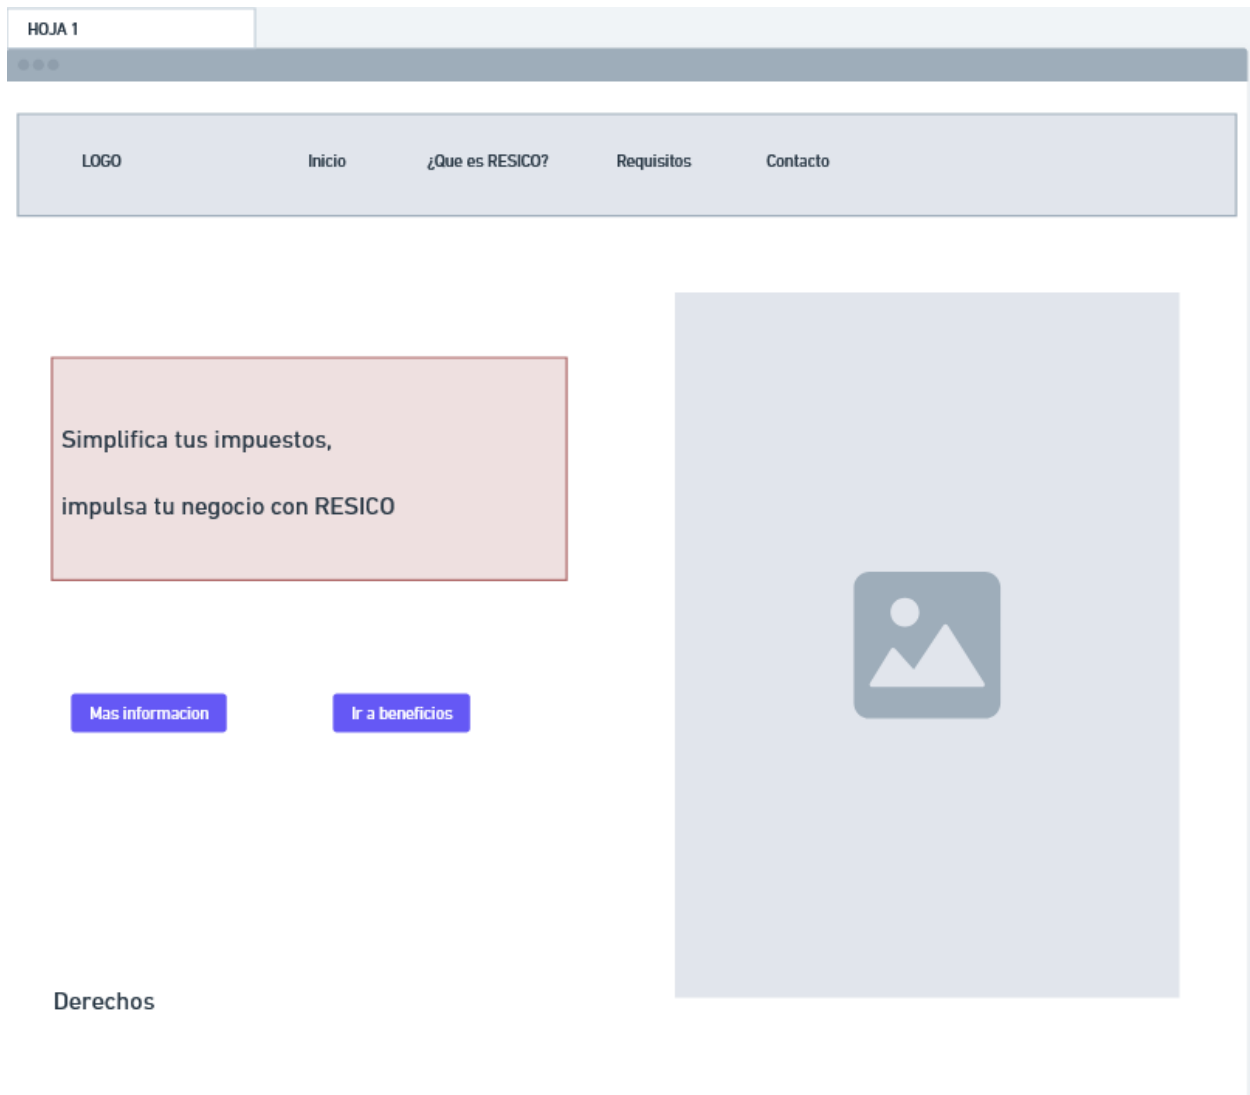 HOJA 1
LOGO Inicio ¿Que es RESICO? Requisitos Contacto
Simplifica tus impuestos,
impulsa tu negocio con RESICO
Mas informacion Ir a beneficios
Derechos